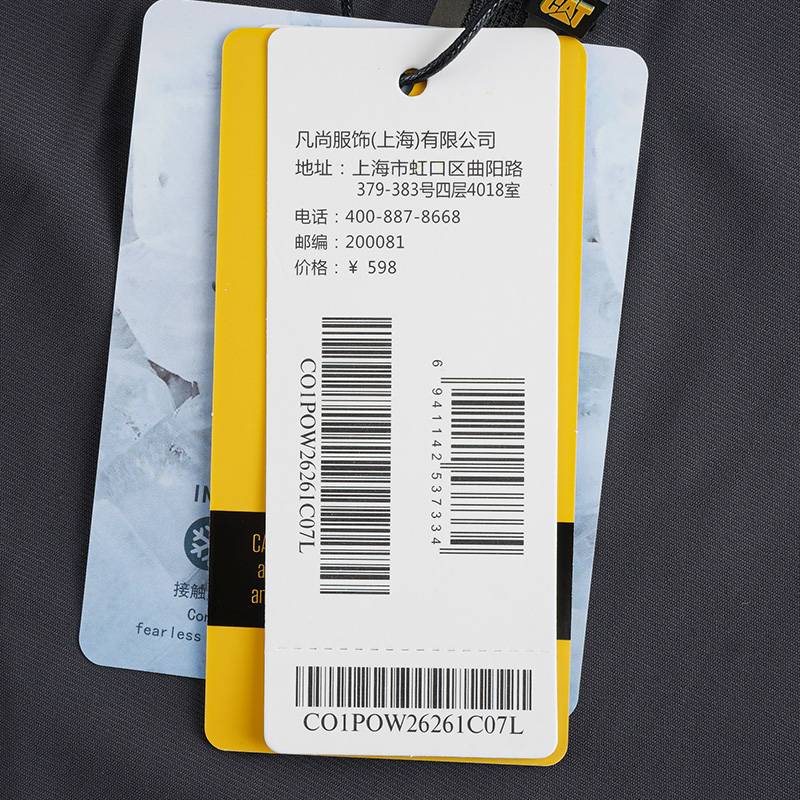 CAT
凡尚服饰(上海)有限公司
地址：上海市虹口区曲阳路
379-383号四层4018室
电话：400-887-8668
邮编：200081
价格：￥ 598
CO1POW26261C07L
6 941142 537334
IN
CA
a
an
接触
Con
fearless
CO1POW26261C07L